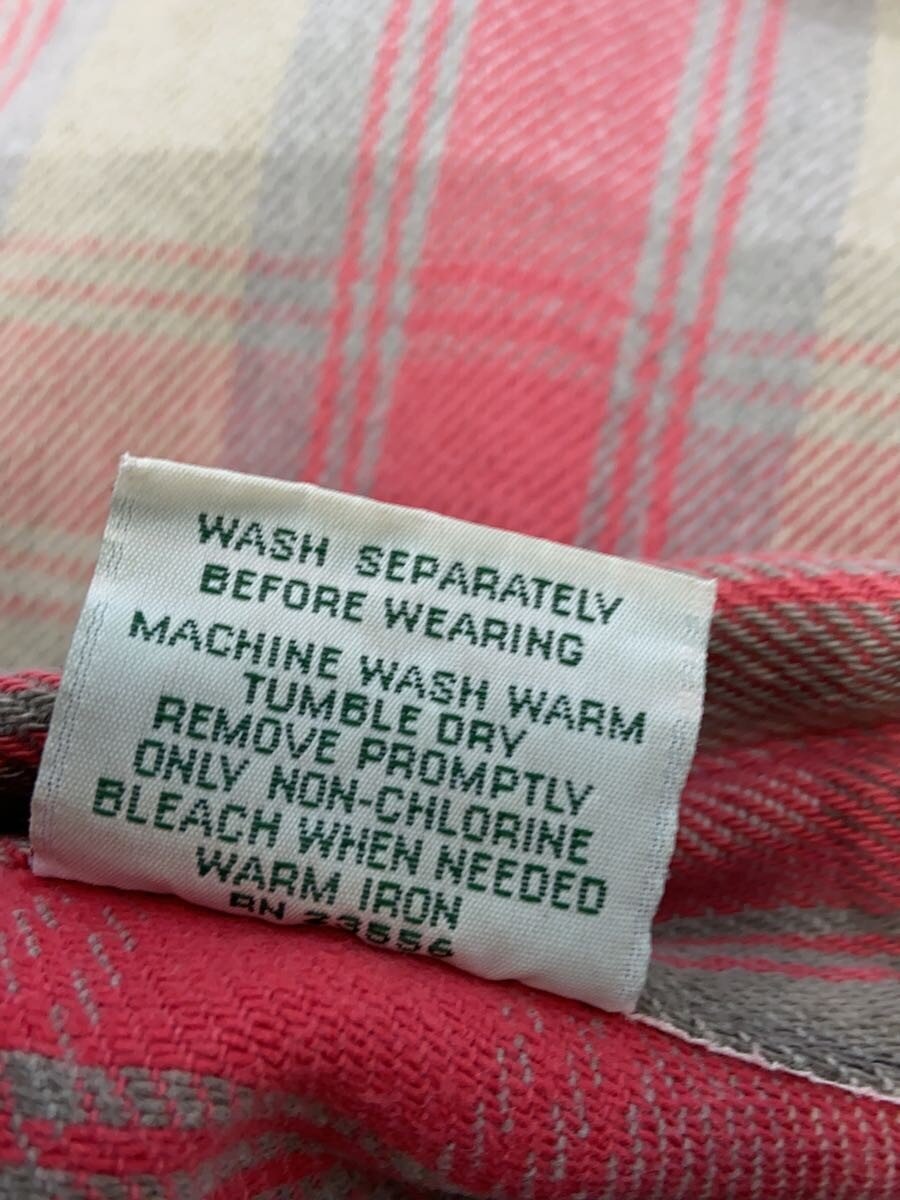 WASH SEPARATELY
BEFORE WEARING
MACHINE WASH WARM
TUMBLE DRY
REMOVE PROMPTLY
ONLY NON-CHLORINE
BLEACH WHEN NEEDED
WARM IRON
RN